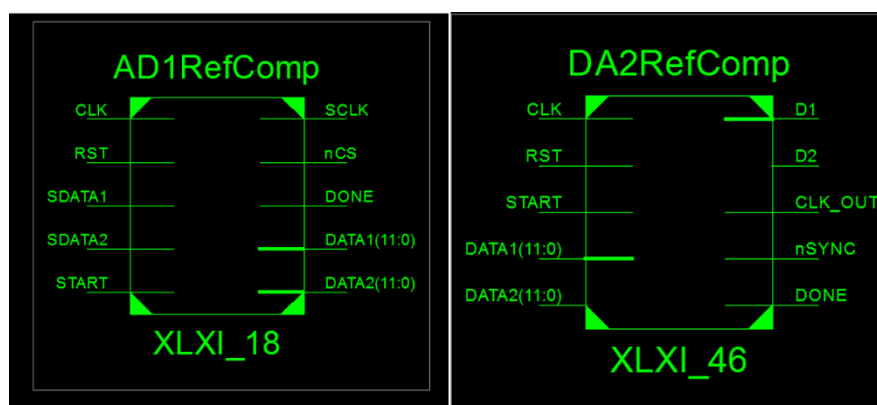 AD1RefComp
CLK
SCLK
RST
nCS
SDATA1
DONE
SDATA2
DATA1(11:0)
START
DATA2(11:0)
XLXI_18
DA2RefComp
CLK
D1
RST
D2
START
CLK_OUT
DATA1(11:0)
nSYNC
DATA2(11:0)
DONE
XLXI_46